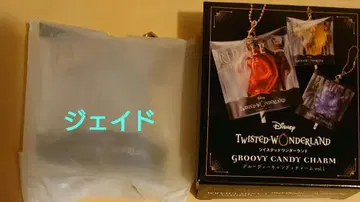 ジェイド
Disney
TWISTED-WONDERLAND
ツイステッドワンダーランド
GROOVY CANDY CHARM
グルーヴィーキャンディチャーム vol.1